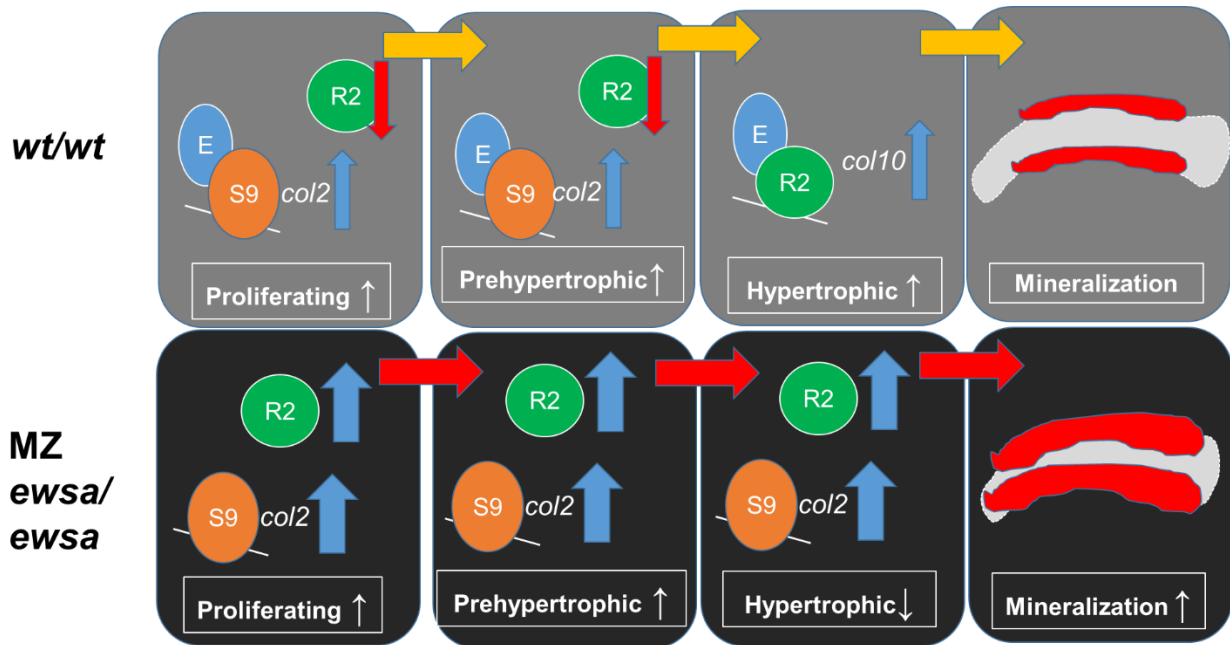 wt/wt
R2
E
S9 col2
Proliferating ↑
R2
E
S9 col2
Prehypertrophic ↑
E
R2
col10
Hypertrophic ↑
Mineralization
MZ
ewsa/
ewsa
R2
S9 col2
Proliferating ↑
R2
S9 col2
Prehypertrophic ↑
R2
S9 col2
Hypertrophic ↓
Mineralization ↑